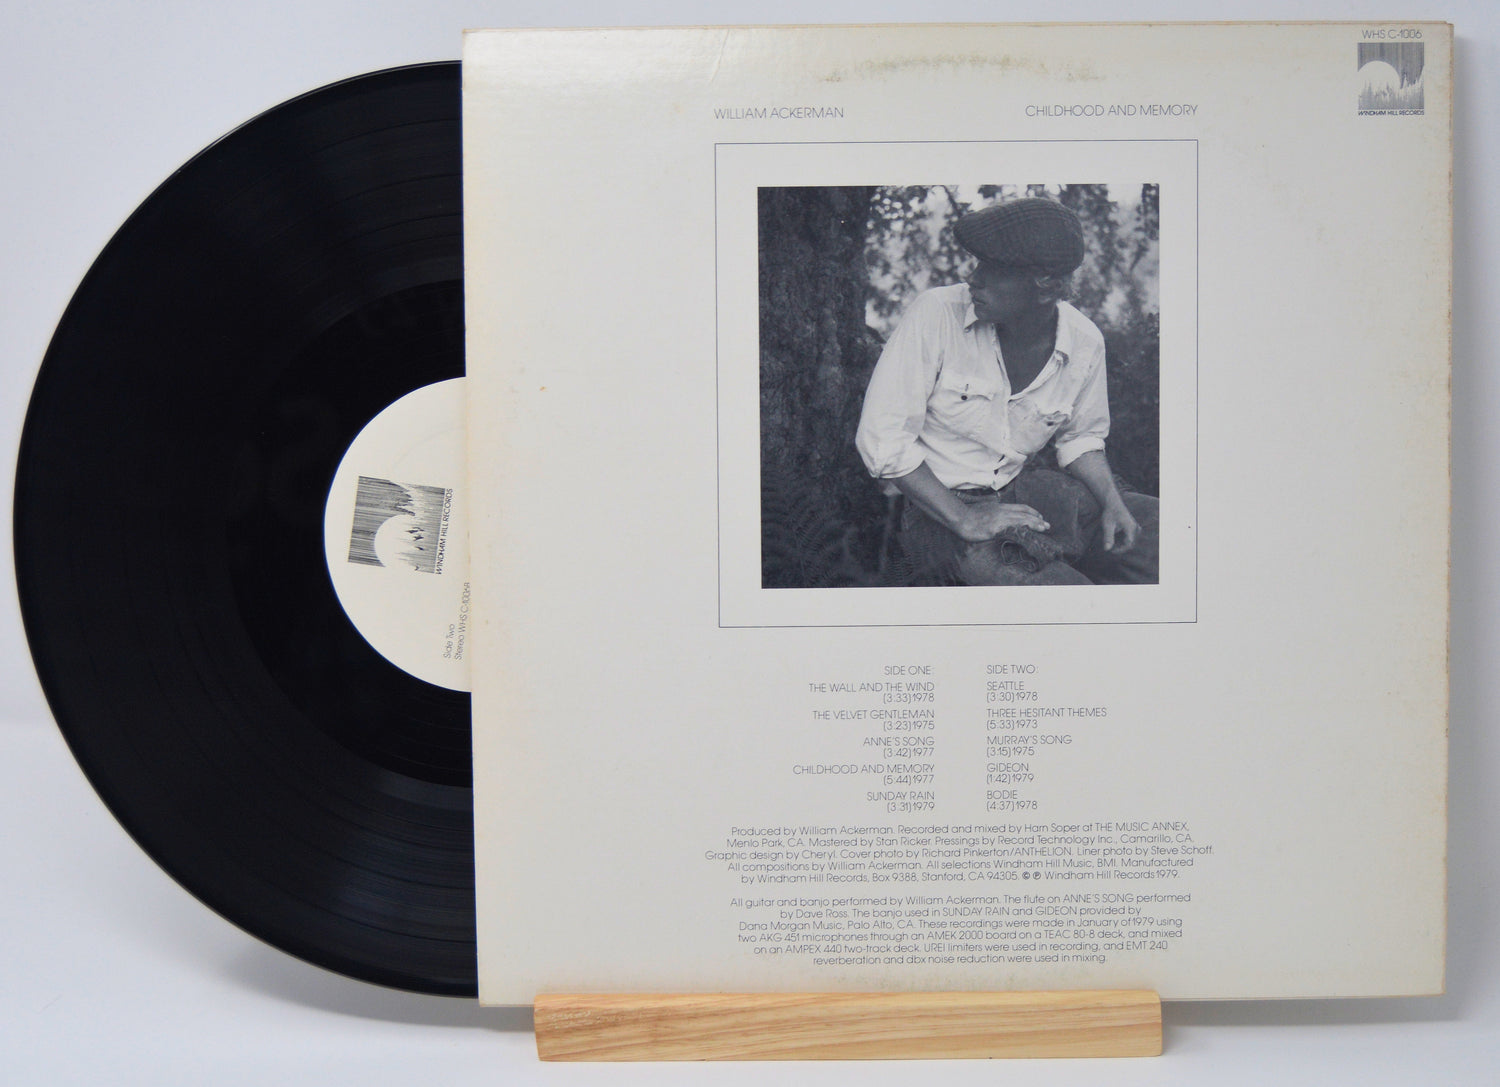 WHS C-1006
WINDHAM HILL RECORDS
WILLIAM ACKERMAN
CHILDHOOD AND MEMORY
SIDE ONE:
THE WALL AND THE WIND
(3:33) 1978
THE VELVET GENTLEMAN
(3:23) 1975
ANNE'S SONG
(3:42) 1977
CHILDHOOD AND MEMORY
(5:44) 1977
SUNDAY RAIN
(3:31) 1979
SIDE TWO:
SEATTLE
(3:30) 1978
THREE HESITANT THEMES
(5:33) 1973
MURRAY'S SONG
(3:15) 1975
GIDEON
(1:42) 1979
BODIE
(4:37) 1978
Produced by William Ackerman. Recorded and mixed by Harn Soper at THE MUSIC ANNEX,
Menlo Park, CA. Mastered by Stan Ricker. Pressings by Record Technology Inc., Camarillo, CA.
Graphic design by Cheryl. Cover photo by Richard Pinkerton/ANTHELION. Liner photo by Steve Schoff.
All compositions by William Ackerman. All selections Windham Hill Music, BMI. Manufactured
by Windham Hill Records, Box 9388, Stanford, CA 94305. © ℗ Windham Hill Records 1979.
All guitar and banjo performed by William Ackerman. The flute on ANNE'S SONG performed
by Dave Ross. The banjo used in SUNDAY RAIN and GIDEON provided by
Dana Morgan Music, Palo Alto, CA. These recordings were made in January of 1979 using
two AKG 451 microphones through an AMEK 2000 board on a TEAC 80-8 deck, and mixed
on an AMPEX 440 two-track deck. UREI limiters were used in recording, and EMT 240
reverberation and dbx noise reduction were used in mixing.
WINDHAM HILL RECORDS
Side Two
Stereo WHS C-1006B